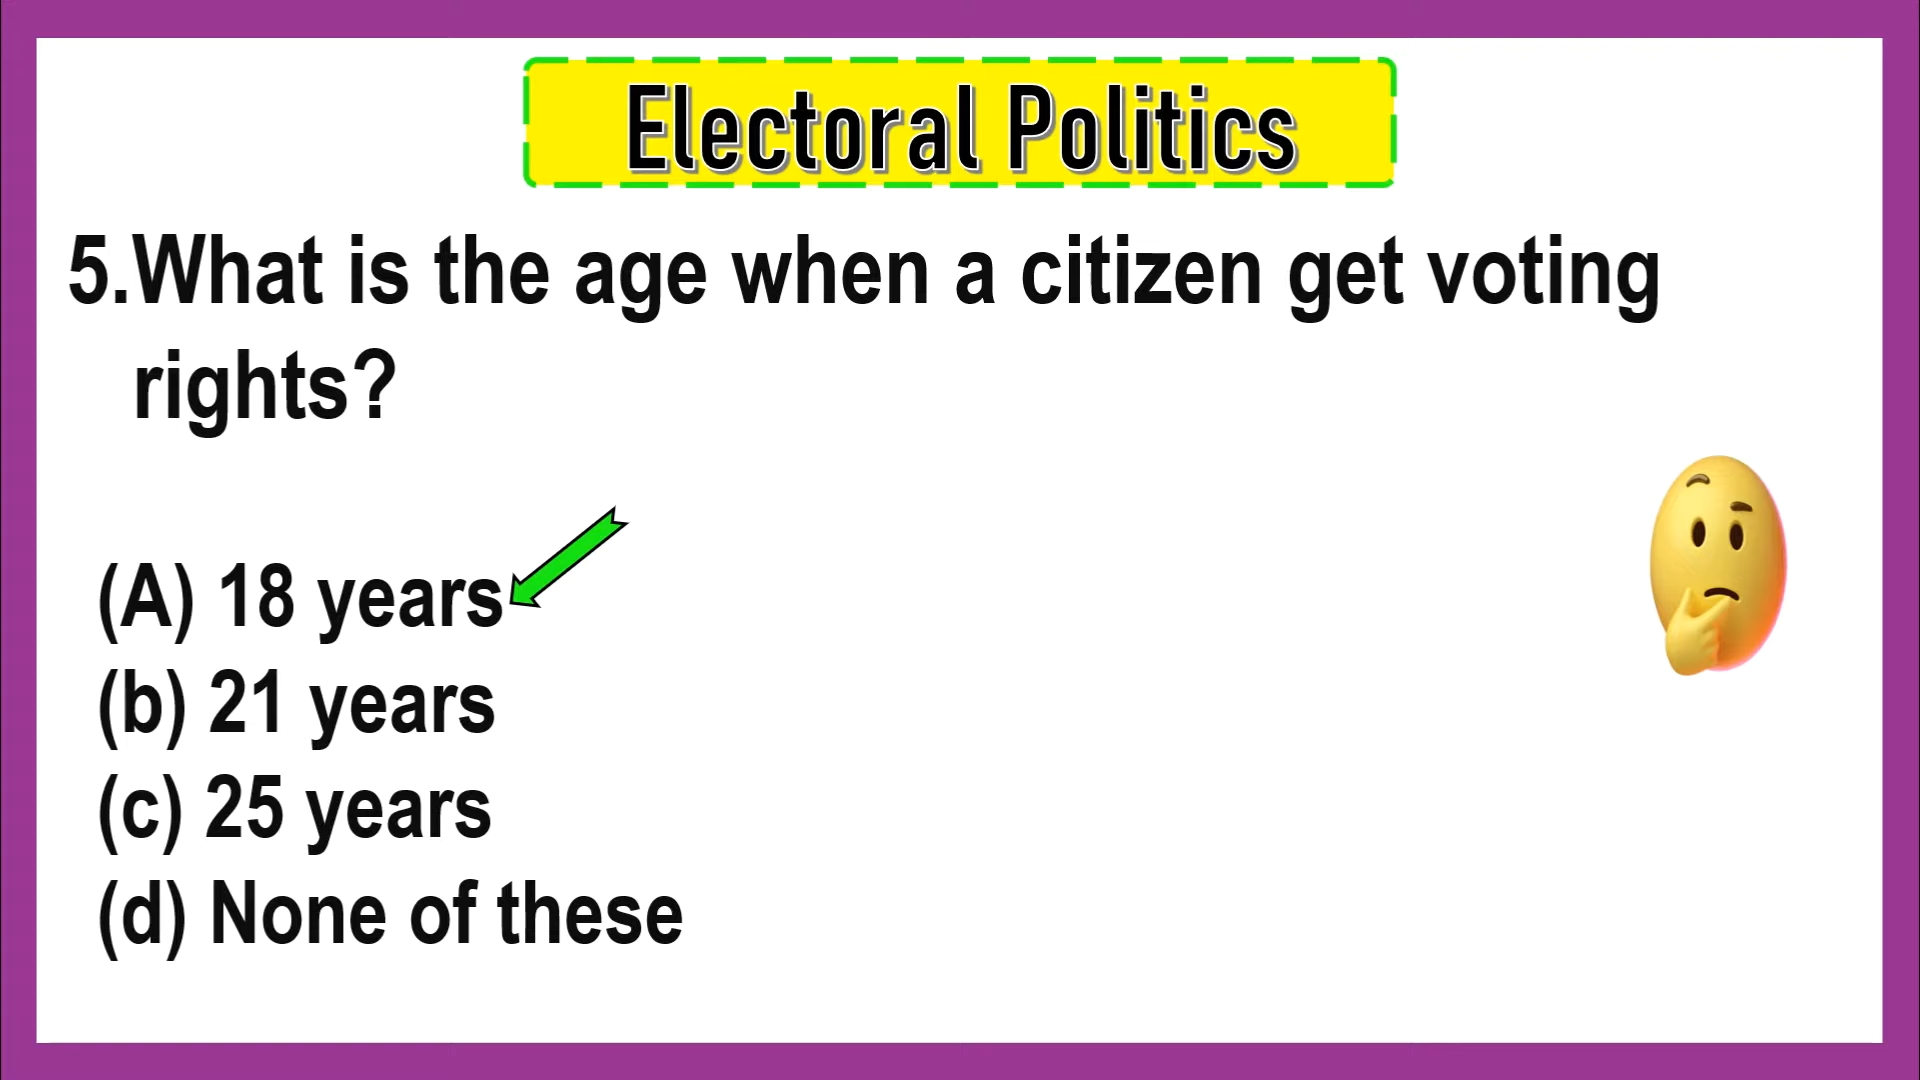 Electoral Politics
5.What is the age when a citizen get voting
rights?
(A) 18 years
(b) 21 years
(c) 25 years
(d) None of these